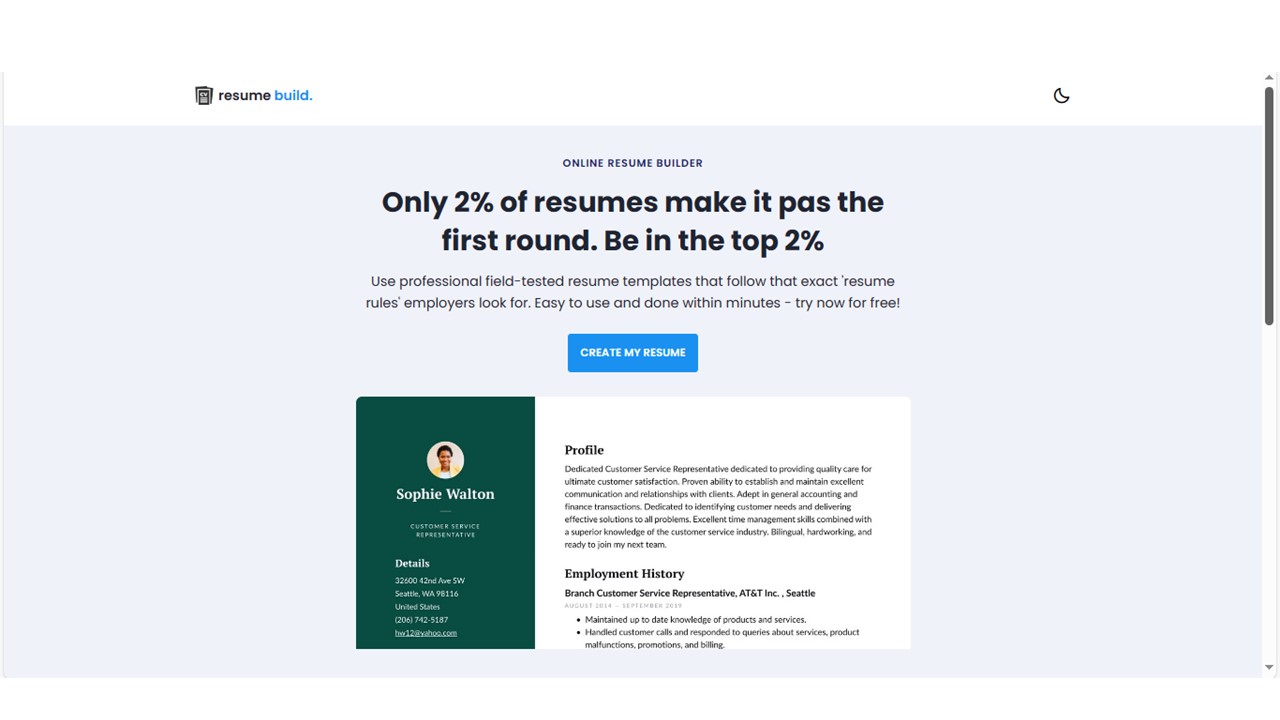 CV
resume build.
ONLINE RESUME BUILDER
Only 2% of resumes make it pas the
first round. Be in the top 2%
Use professional field-tested resume templates that follow that exact 'resume
rules' employers look for. Easy to use and done within minutes - try now for free!
CREATE MY RESUME
Sophie Walton
CUSTOMER SERVICE
REPRESENTATIVE
Details
32600 42nd Ave SW
Seattle, WA 98116
United States
(206) 742-5187
hw12@yahoo.com
Profile
Dedicated Customer Service Representative dedicated to providing quality care for
ultimate customer satisfaction. Proven ability to establish and maintain excellent
communication and relationships with clients. Adept in general accounting and
finance transactions. Dedicated to identifying customer needs and delivering
effective solutions to all problems. Excellent time management skills combined with
a superior knowledge of the customer service industry. Bilingual, hardworking, and
ready to join my next team.
Employment History
Branch Customer Service Representative, AT&T Inc. , Seattle
AUGUST 2014 — SEPTEMBER 2019
• Maintained up to date knowledge of products and services.
• Handled customer calls and responded to queries about services, product
malfunctions, promotions, and billing.